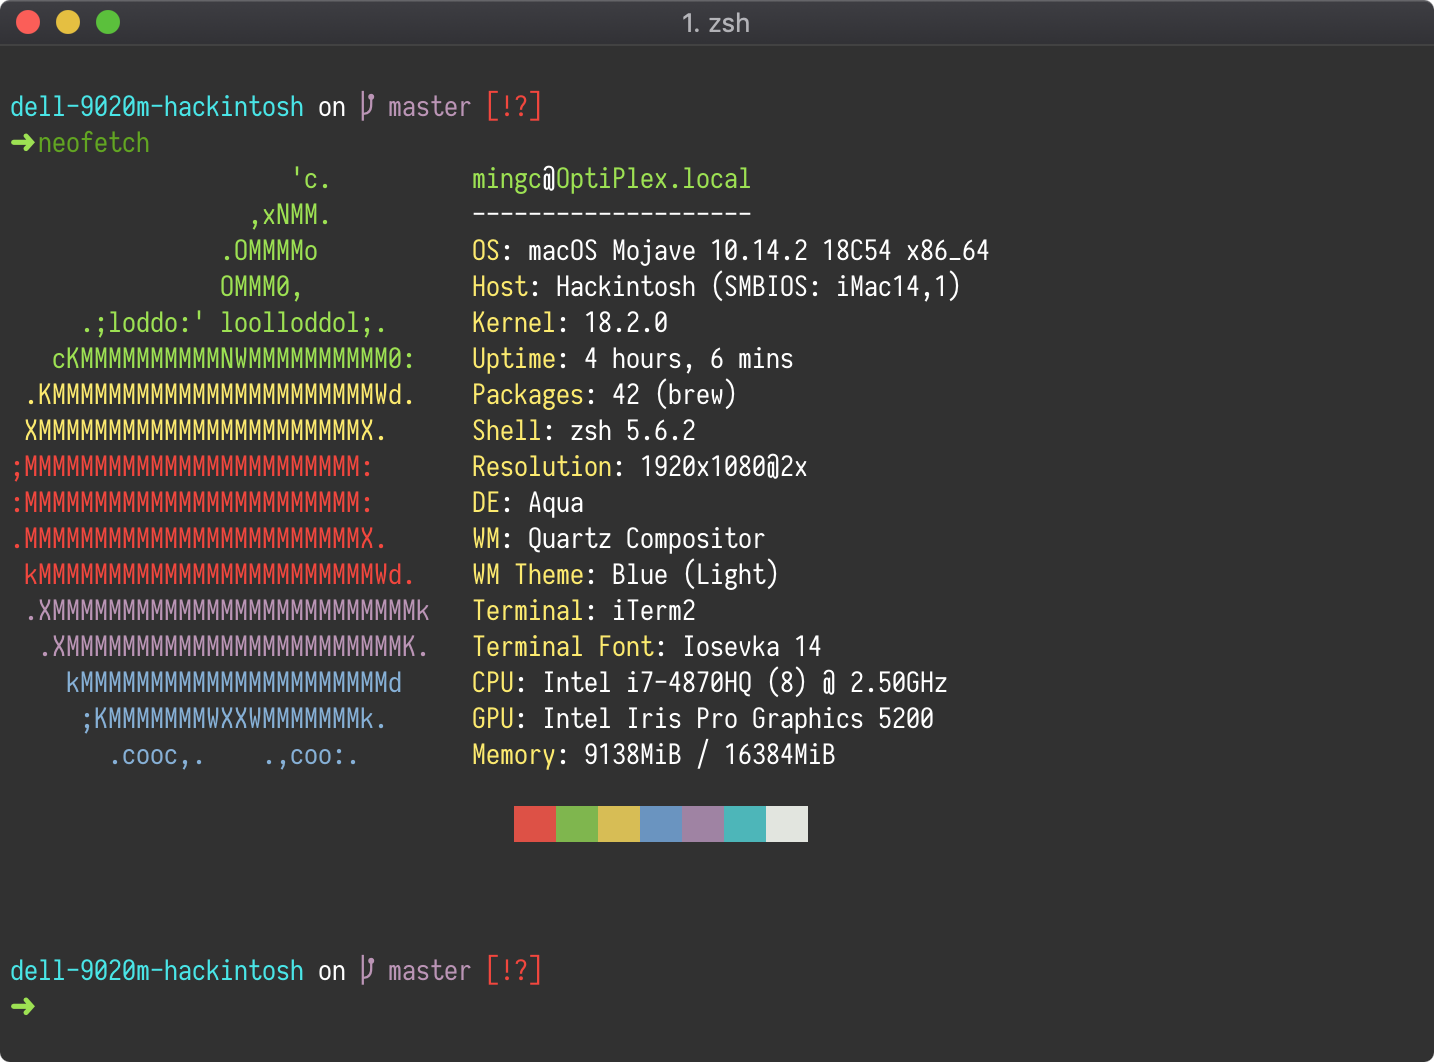 1. zsh
dell-9020m-hackintosh on master [!?]
➜ neofetch
                    'c.          mingc@OptiPlex.local
                 ,xNMM.          --------------------
               .OMMMMo           OS: macOS Mojave 10.14.2 18C54 x86_64
               OMMM0,            Host: Hackintosh (SMBIOS: iMac14,1)
     .;loddo:' loolloddol;.      Kernel: 18.2.0
   cKMMMMMMMMMMNWMMMMMMMMMM0:    Uptime: 4 hours, 6 mins
 .KMMMMMMMMMMMMMMMMMMMMMMMWd.    Packages: 42 (brew)
 XMMMMMMMMMMMMMMMMMMMMMMMX.      Shell: zsh 5.6.2
;MMMMMMMMMMMMMMMMMMMMMMMM:       Resolution: 1920x1080@2x
:MMMMMMMMMMMMMMMMMMMMMMMM:       DE: Aqua
.MMMMMMMMMMMMMMMMMMMMMMMMX.      WM: Quartz Compositor
 kMMMMMMMMMMMMMMMMMMMMMMMMWd.    WM Theme: Blue (Light)
 .XMMMMMMMMMMMMMMMMMMMMMMMMMMk   Terminal: iTerm2
  .XMMMMMMMMMMMMMMMMMMMMMMMMK.   Terminal Font: Iosevka 14
    kMMMMMMMMMMMMMMMMMMMMMMd     CPU: Intel i7-4870HQ (8) @ 2.50GHz
     ;KMMMMMMMWXXWMMMMMMMk.      GPU: Intel Iris Pro Graphics 5200
       .cooc,.    .,coo:.        Memory: 9138MiB / 16384MiB
dell-9020m-hackintosh on master [!?]
➜